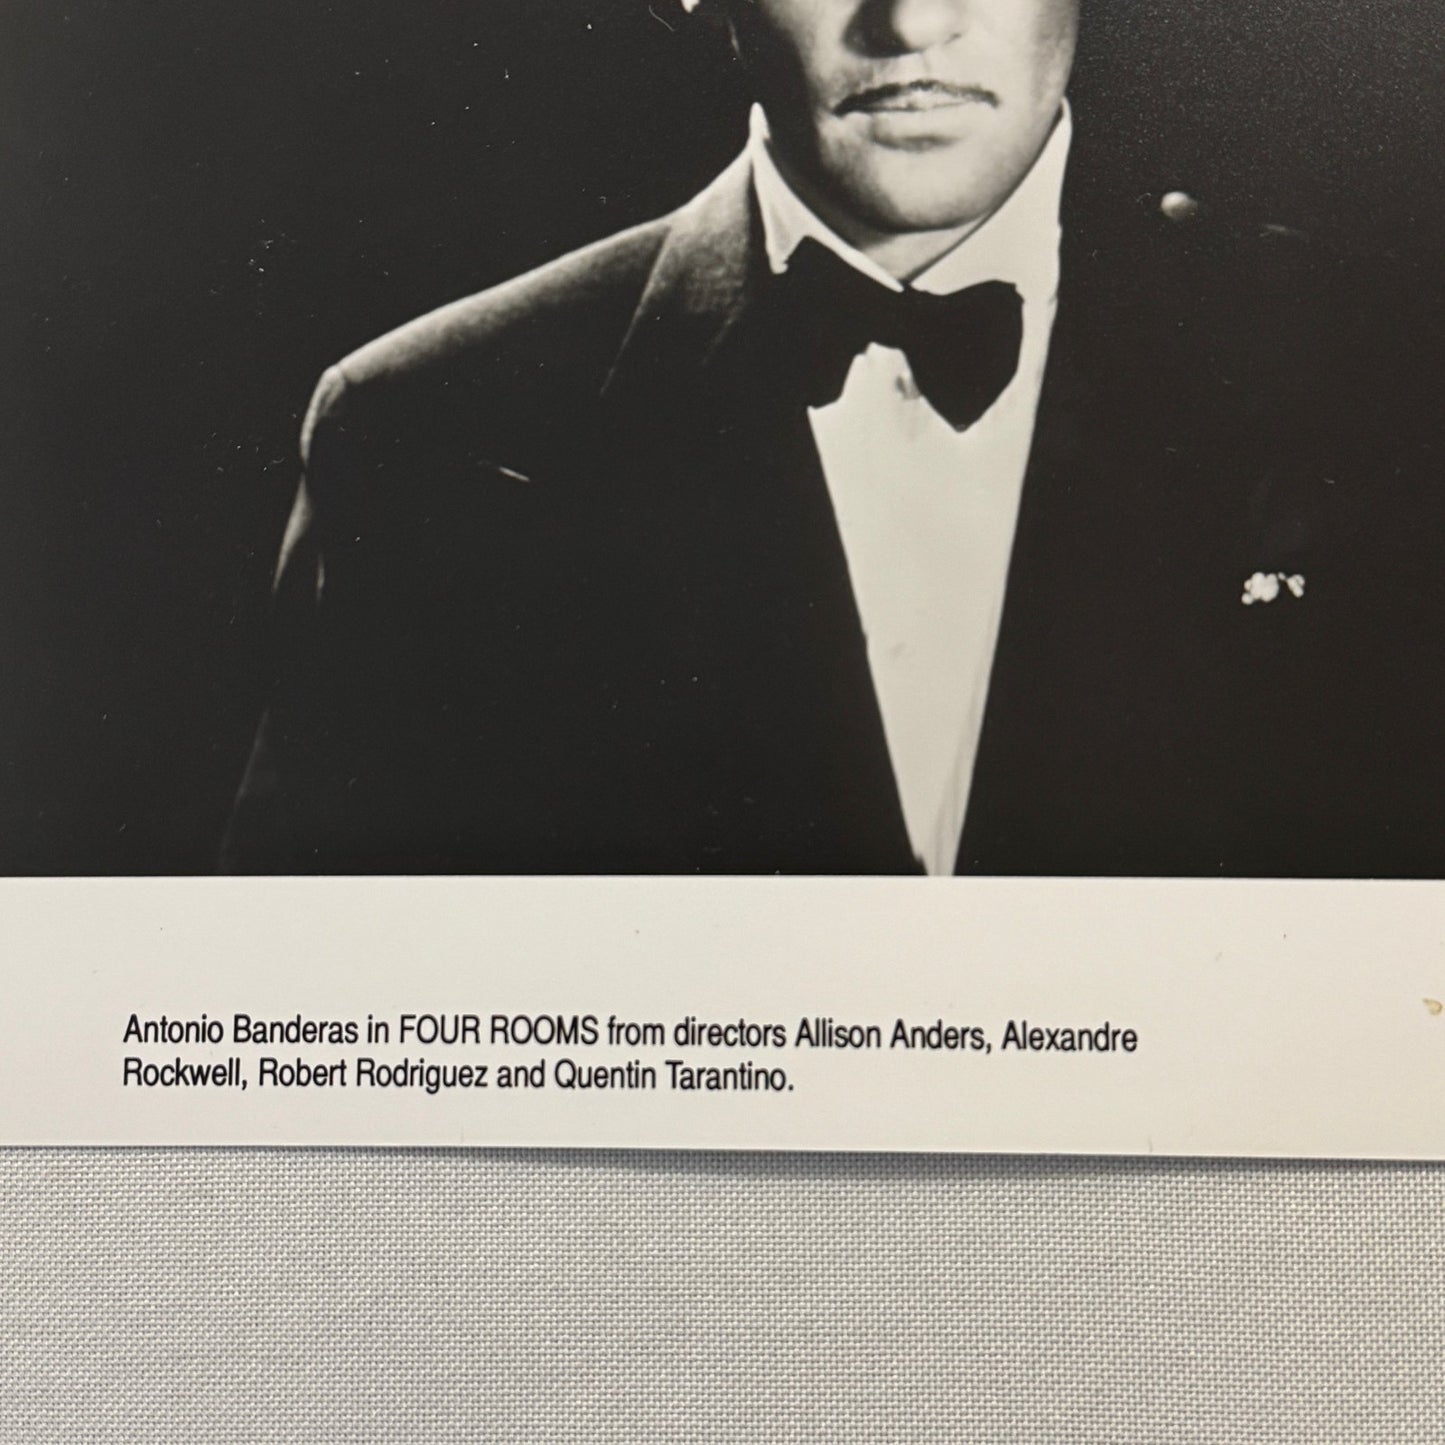 Antonio Banderas in FOUR ROOMS from directors Allison Anders, Alexandre
Rockwell, Robert Rodriguez and Quentin Tarantino.